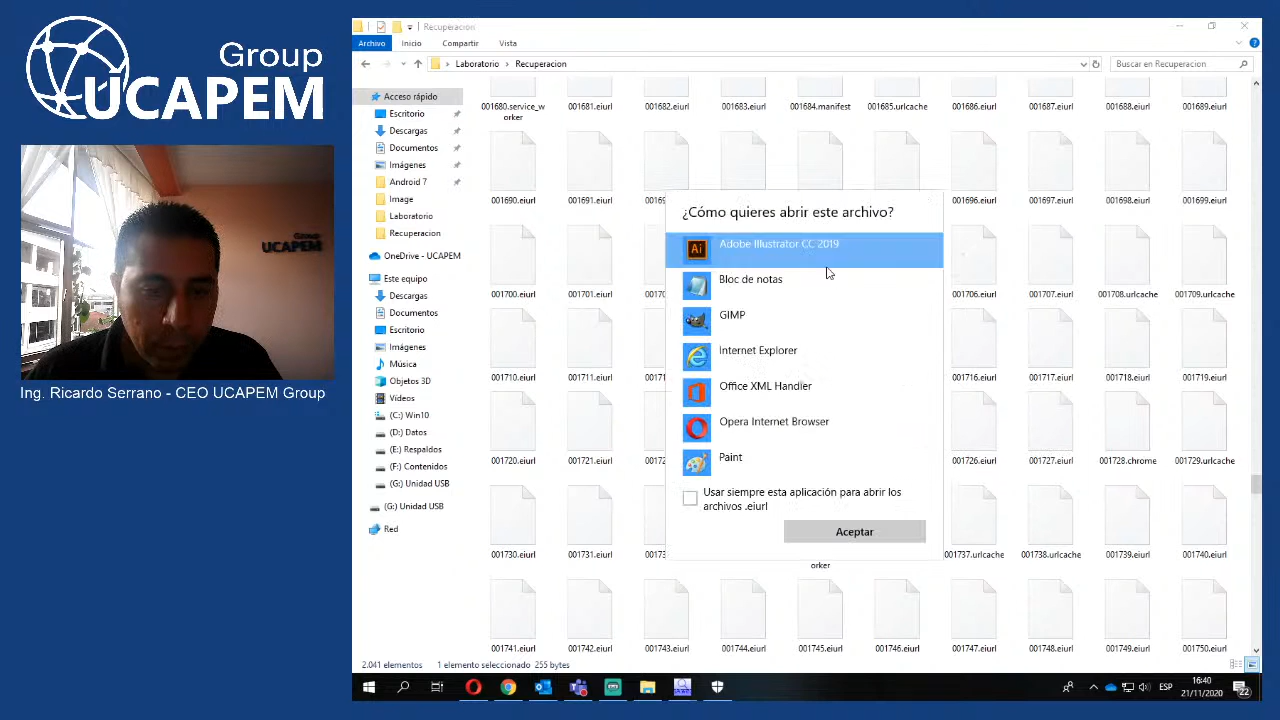 Group
UCAPEM
UCAPEM
Ing. Ricardo Serrano - CEO UCAPEM Group
Recuperacion
Archivo Inicio Compartir Vista
Laboratorio Recuperacion
Buscar en Recuperacion
Acceso rápido
Escritorio
Descargas
Documentos
Imágenes
Android 7
Image
Laboratorio
Recuperacion
OneDrive - UCAPEM
Este equipo
Descargas
Documentos
Escritorio
Imágenes
Música
Objetos 3D
Vídeos
(C:) Win10
(D:) Datos
(E:) Respaldos
(F:) Contenidos
(G:) Unidad USB
(G:) Unidad USB
Red
001680.service_w
orker
001681.eiurl 001682.eiurl 001683.eiurl 001684.manifest 001685.urlcache 001686.eiurl 001687.eiurl 001688.eiurl 001689.eiurl
001690.eiurl 001691.eiurl 001696.eiurl 001697.eiurl 001698.eiurl 001699.eiurl
001700.eiurl 001701.eiurl 001706.eiurl 001707.eiurl 001708.urlcache 001709.urlcache
001710.eiurl 001711.eiurl 001716.eiurl 001717.eiurl 001718.eiurl 001719.eiurl
001720.eiurl 001721.eiurl 001726.eiurl 001727.eiurl 001728.chrome 001729.urlcache
001730.eiurl 001731.eiurl 001737.urlcache 001738.urlcache 001739.eiurl 001740.eiurl
orker
001741.eiurl 001742.eiurl 001743.eiurl 001744.eiurl 001745.eiurl 001746.eiurl 001747.eiurl 001748.eiurl 001749.eiurl 001750.eiurl
¿Cómo quieres abrir este archivo?
Ai Adobe Illustrator CC 2019
Bloc de notas
GIMP
Internet Explorer
Office XML Handler
Opera Internet Browser
Paint
Usar siempre esta aplicación para abrir los
archivos .eiurl
Aceptar
2.041 elementos 1 elemento seleccionado 255 bytes
ESP
16:40
21/11/2020
22